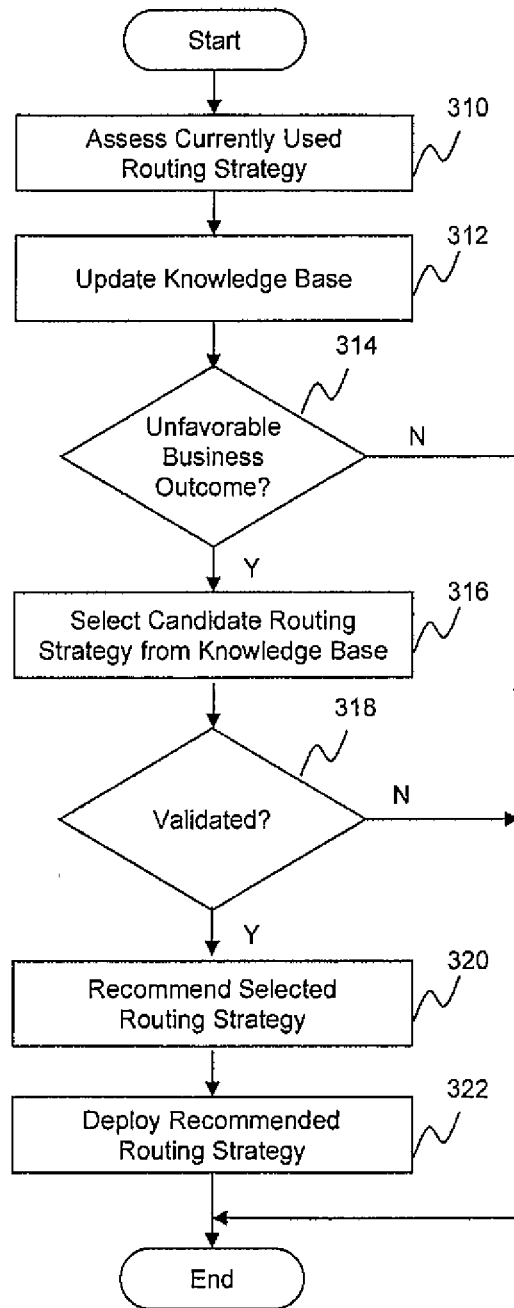 Start
Assess Currently Used
Routing Strategy
310
Update Knowledge Base
312
314
Unfavorable
Business
Outcome?
N
Y
Select Candidate Routing
Strategy from Knowledge Base
316
318
Validated?
N
Y
Recommend Selected
Routing Strategy
320
Deploy Recommended
Routing Strategy
322
End